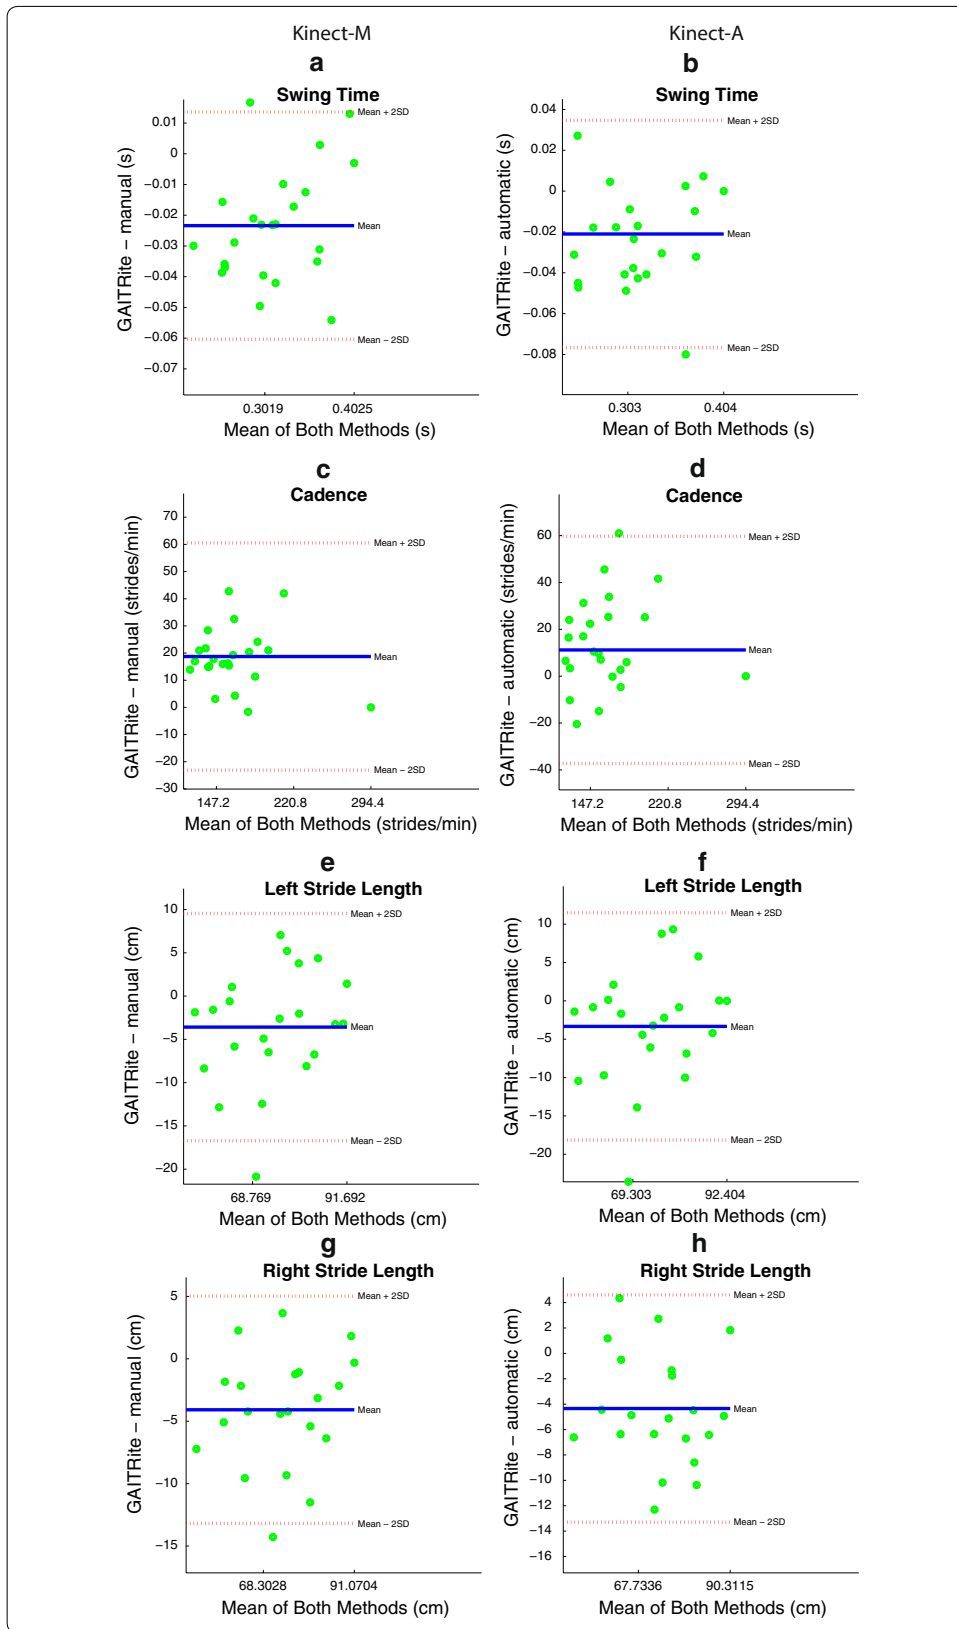 Kinect-M
Kinect-A
a
Swing Time
GAITRite – manual (s)
0.01
0
−0.01
−0.02
−0.03
−0.04
−0.05
−0.06
−0.07
Mean + 2SD
Mean
Mean − 2SD
0.3019 0.4025
Mean of Both Methods (s)
b
Swing Time
GAITRite – automatic (s)
0.04
0.02
0
−0.02
−0.04
−0.06
−0.08
Mean + 2SD
Mean
Mean − 2SD
0.303 0.404
Mean of Both Methods (s)
c
Cadence
GAITRite – manual (strides/min)
70
60
50
40
30
20
10
0
−10
−20
−30
Mean + 2SD
Mean
Mean − 2SD
147.2 220.8 294.4
Mean of Both Methods (strides/min)
d
Cadence
GAITRite – automatic (strides/min)
60
40
20
0
−20
−40
Mean + 2SD
Mean
Mean − 2SD
147.2 220.8 294.4
Mean of Both Methods (strides/min)
e
Left Stride Length
GAITRite – manual (cm)
10
5
0
−5
−10
−15
−20
Mean + 2SD
Mean
Mean − 2SD
68.769 91.692
Mean of Both Methods (cm)
f
Left Stride Length
GAITRite – automatic (cm)
10
5
0
−5
−10
−15
−20
Mean + 2SD
Mean
Mean − 2SD
69.303 92.404
Mean of Both Methods (cm)
g
Right Stride Length
GAITRite – manual (cm)
5
0
−5
−10
−15
Mean + 2SD
Mean
Mean − 2SD
68.3028 91.0704
Mean of Both Methods (cm)
h
Right Stride Length
GAITRite – automatic (cm)
4
2
0
−2
−4
−6
−8
−10
−12
−14
−16
Mean + 2SD
Mean
Mean − 2SD
67.7336 90.3115
Mean of Both Methods (cm)